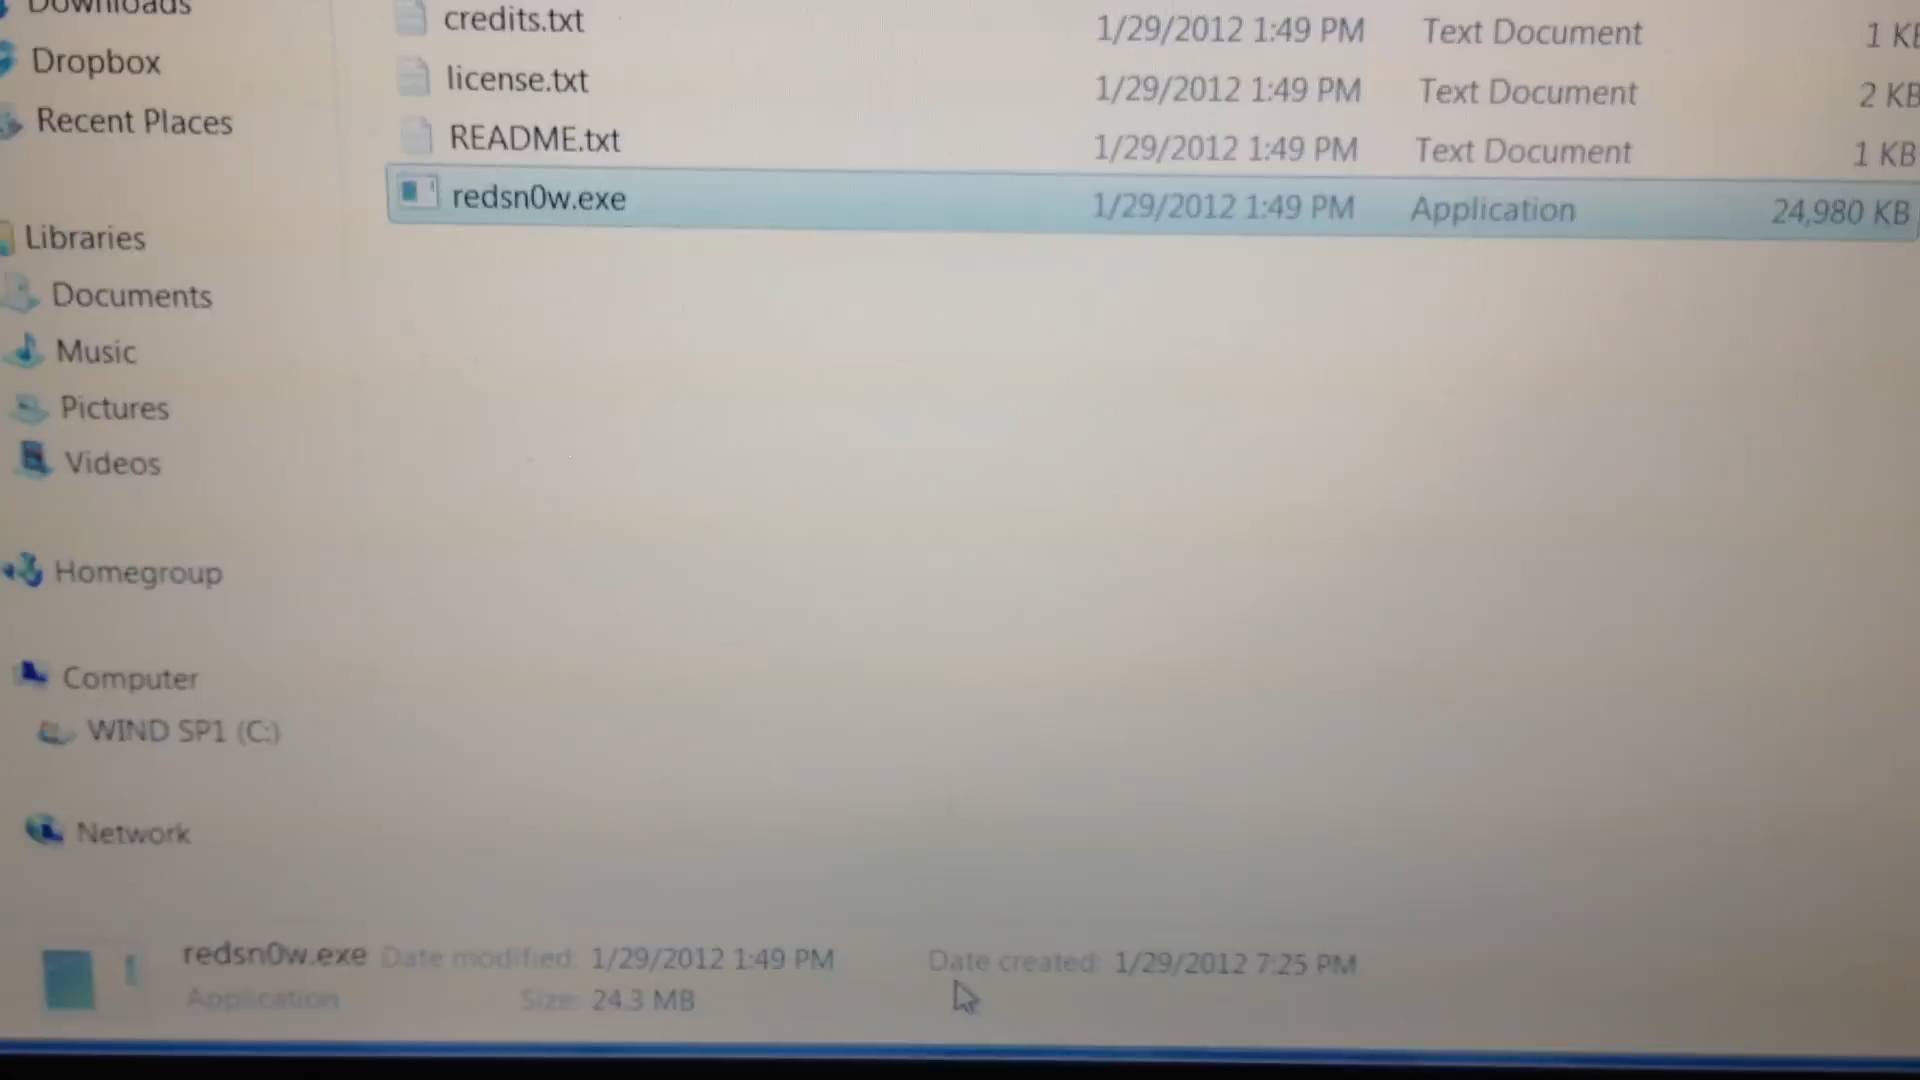 Downloads
Dropbox
Recent Places
Libraries
Documents
Music
Pictures
Videos
Homegroup
Computer
WIND SP1 (C:)
Network
credits.txt 1/29/2012 1:49 PM Text Document 1 KB
license.txt 1/29/2012 1:49 PM Text Document 2 KB
README.txt 1/29/2012 1:49 PM Text Document 1 KB
redsn0w.exe 1/29/2012 1:49 PM Application 24,980 KB
redsn0w.exe Date modified: 1/29/2012 1:49 PM Date created: 1/29/2012 7:25 PM
Application Size: 24.3 MB